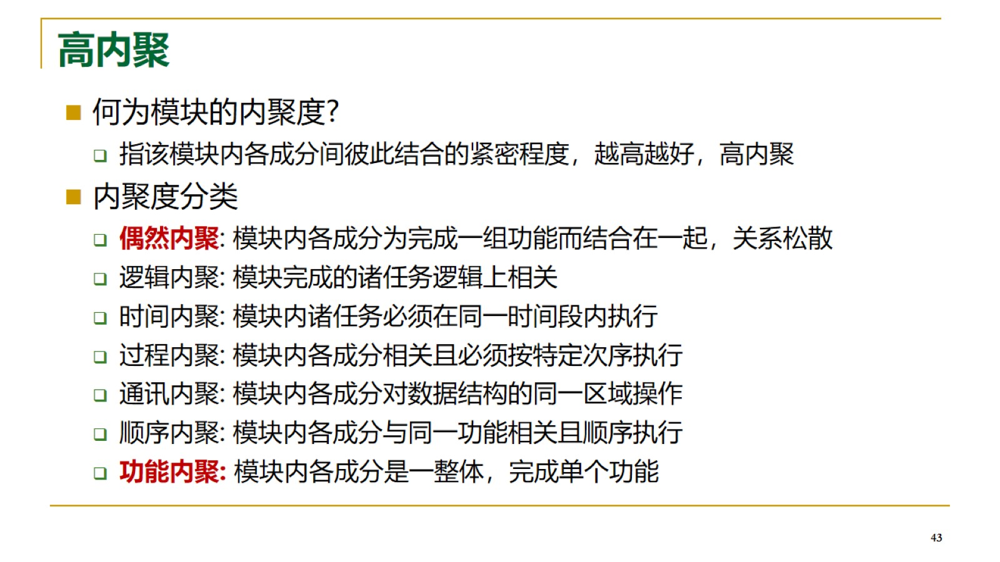 高内聚
何为模块的内聚度?
指该模块内各成分间彼此结合的紧密程度，越高越好，高内聚
内聚度分类
偶然内聚: 模块内各成分为完成一组功能而结合在一起，关系松散
逻辑内聚: 模块完成的诸任务逻辑上相关
时间内聚: 模块内诸任务必须在同一时间段内执行
过程内聚: 模块内各成分相关且必须按特定次序执行
通讯内聚: 模块内各成分对数据结构的同一区域操作
顺序内聚: 模块内各成分与同一功能相关且顺序执行
功能内聚: 模块内各成分是一整体，完成单个功能
43